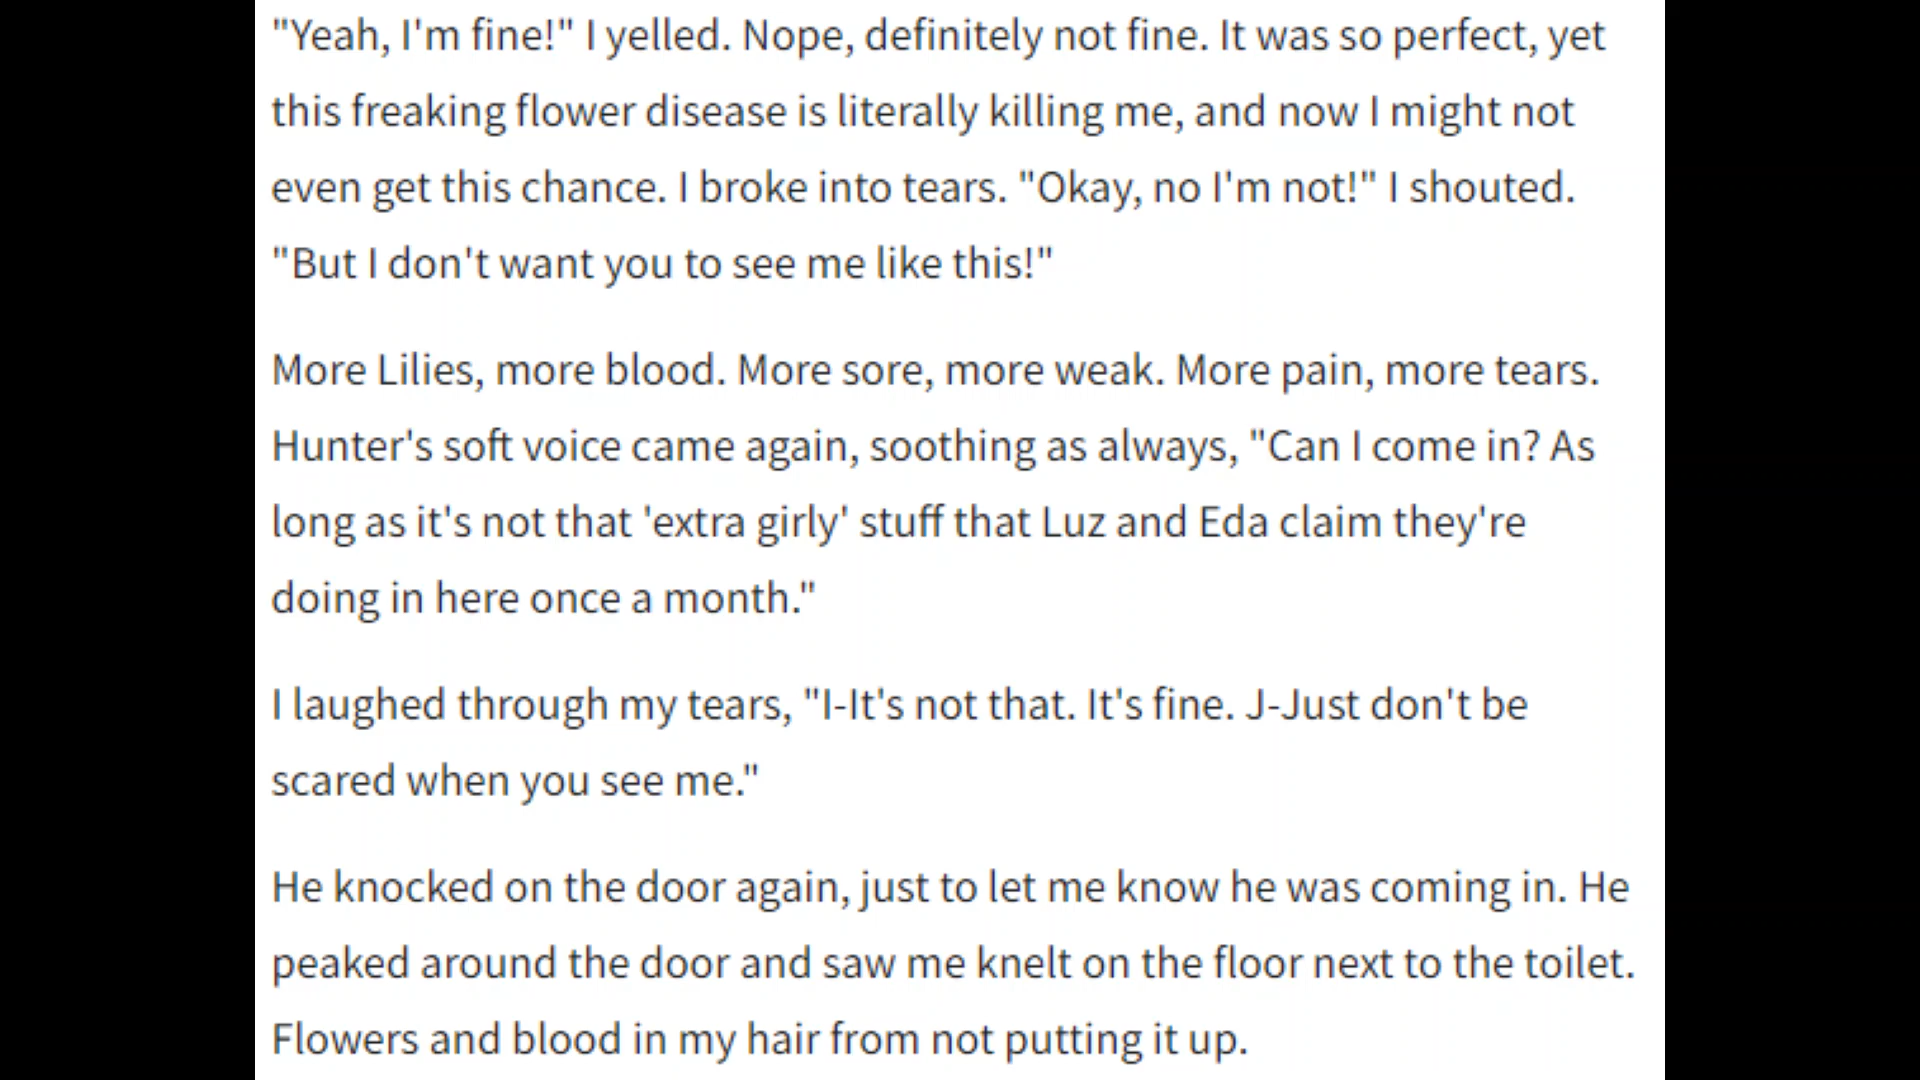 "Yeah, I'm fine!" I yelled. Nope, definitely not fine. It was so perfect, yet
this freaking flower disease is literally killing me, and now I might not
even get this chance. I broke into tears. "Okay, no I'm not!" I shouted.
"But I don't want you to see me like this!"
More Lilies, more blood. More sore, more weak. More pain, more tears.
Hunter's soft voice came again, soothing as always, "Can I come in? As
long as it's not that 'extra girly' stuff that Luz and Eda claim they're
doing in here once a month."
I laughed through my tears, "I-It's not that. It's fine. J-Just don't be
scared when you see me."
He knocked on the door again, just to let me know he was coming in. He
peaked around the door and saw me knelt on the floor next to the toilet.
Flowers and blood in my hair from not putting it up.